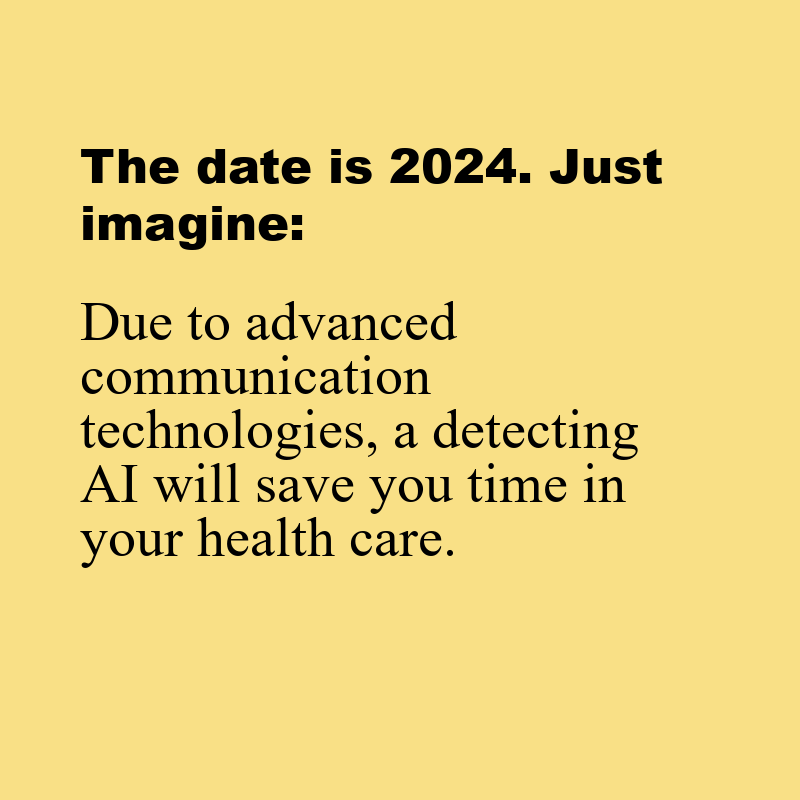 The date is 2024. Just
imagine:
Due to advanced
communication
technologies, a detecting
AI will save you time in
your health care.